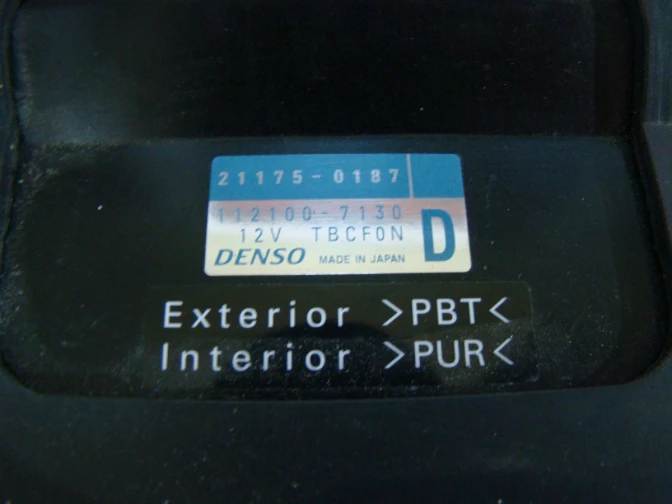 21175-0187
112100-7130
12V TBCF0N D
DENSO MADE IN JAPAN
Exterior >PBT<
Interior >PUR<